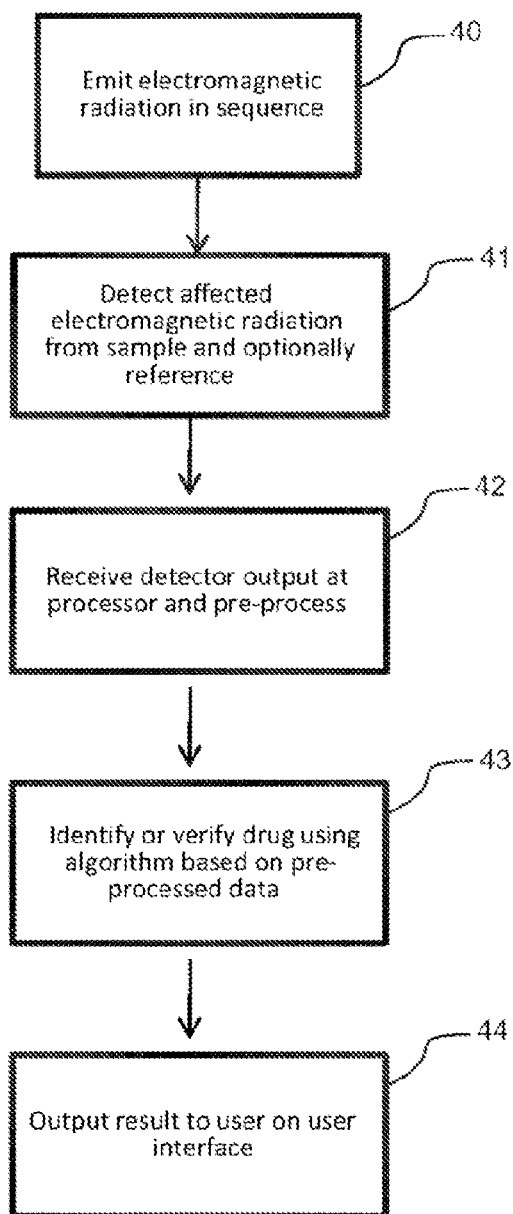 40
Emit electromagnetic
radiation in sequence
41
Detect affected
electromagnetic radiation
from sample and optionally
reference
42
Receive detector output at
processor and pre-process
43
Identify or verify drug using
algorithm based on pre-
processed data
44
Output result to user on user
interface